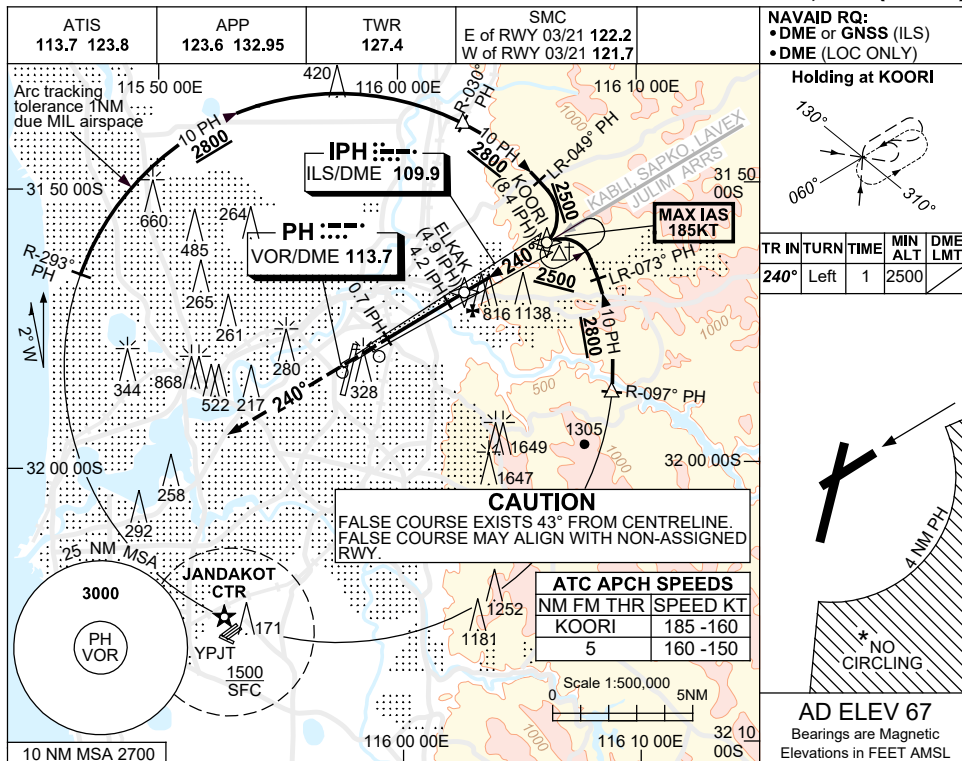 ATIS
113.7 123.8
APP
123.6 132.95
TWR
127.4
SMC
E of RWY 03/21 122.2
W of RWY 03/21 121.7
NAVAID RQ:
•DME or GNSS (ILS)
•DME (LOC ONLY)
115 50 00E
116 00 00E
116 10 00E
Arc tracking
tolerance 1NM
due MIL airspace
420
R-030°
PH
10 PH
2800
10 PH
2800
LR-049° PH
2500
IPH
ILS/DME 109.9
KABLI, SAPKO, LAVEX
JULIM ARRS
31 50 00S
31 50
00S
660
485
264
PH
VOR/DME 113.7
KOORI
(8.4 IPH)
MAX IAS
185KT
ELKAK
(4.9 IPH)
4.2 IPH
240°
2500
LR-073° PH
R-293°
PH
265
0.7 IPH
816
1138
10 PH
2800
2°W
261
280
344
868
522
217
328
500
1000
1000
1000
1000
R-097° PH
240°
1305
1649
1647
32 00 00S
32 00 00S
258
292
CAUTION
FALSE COURSE EXISTS 43° FROM CENTRELINE.
FALSE COURSE MAY ALIGN WITH NON-ASSIGNED
RWY.
25 NM MSA
3000
PH
VOR
10 NM MSA 2700
JANDAKOT
CTR
171
YPJT
1500
SFC
1252
1181
ATC APCH SPEEDS
NM FM THR SPEED KT
KOORI 185 -160
5 160 -150
Scale 1:500,000
0 5NM
116 00 00E
116 10 00E
32 10
00S
Holding at KOORI
130°
060°
310°
TR IN TURN TIME MIN ALT DME LMT
240° Left 1 2500
4 NM PH
*NO
CIRCLING
AD ELEV 67
Bearings are Magnetic
Elevations in FEET AMSL